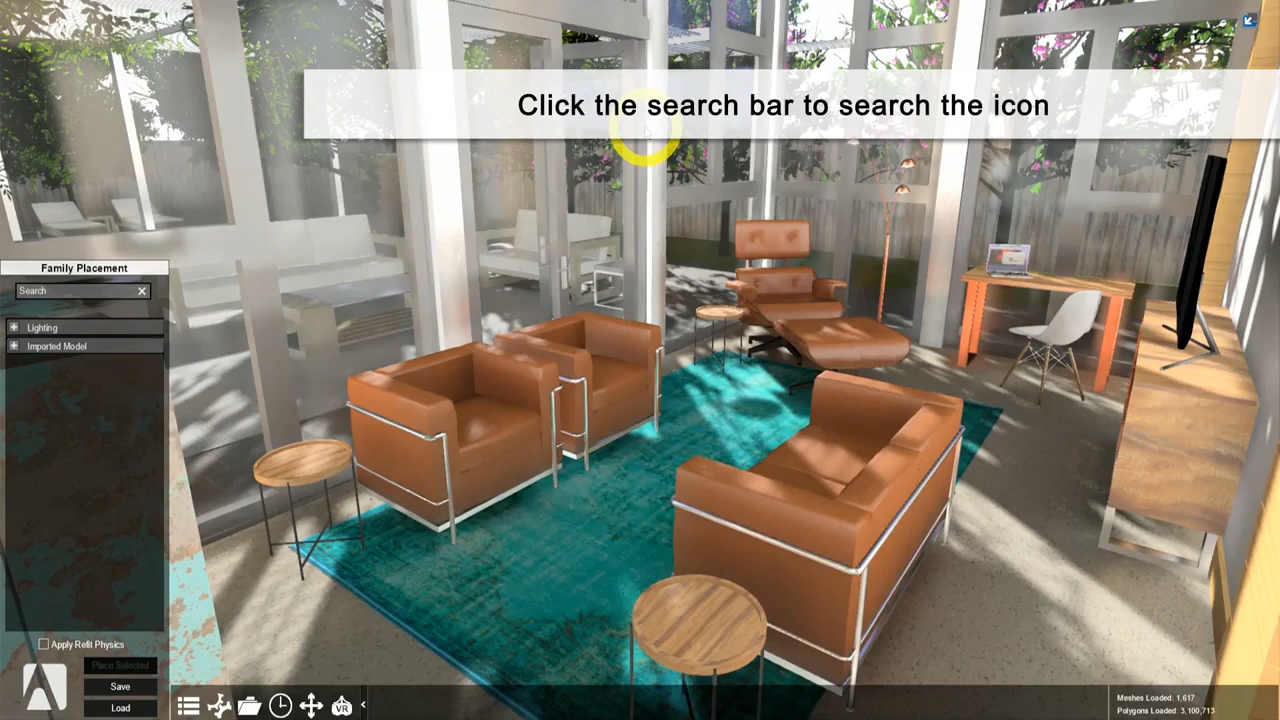 Click the search bar to search the icon
Family Placement
Search
Lighting
Imported Model
Apply Refit Physics
Place Selected
Save
Load
VR
Meshes Loaded: 1,617
Polygons Loaded: 3,100,713